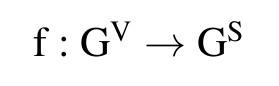 f : G^V → G^S